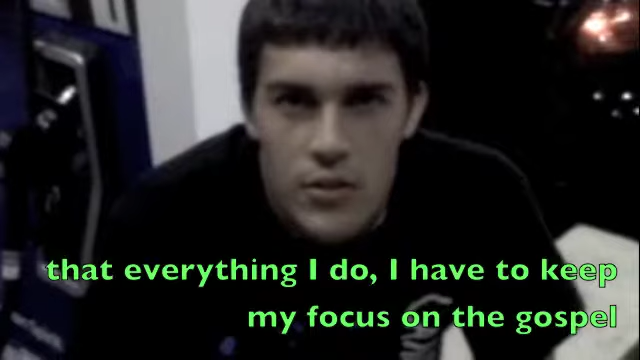 that everything I do, I have to keep
my focus on the gospel